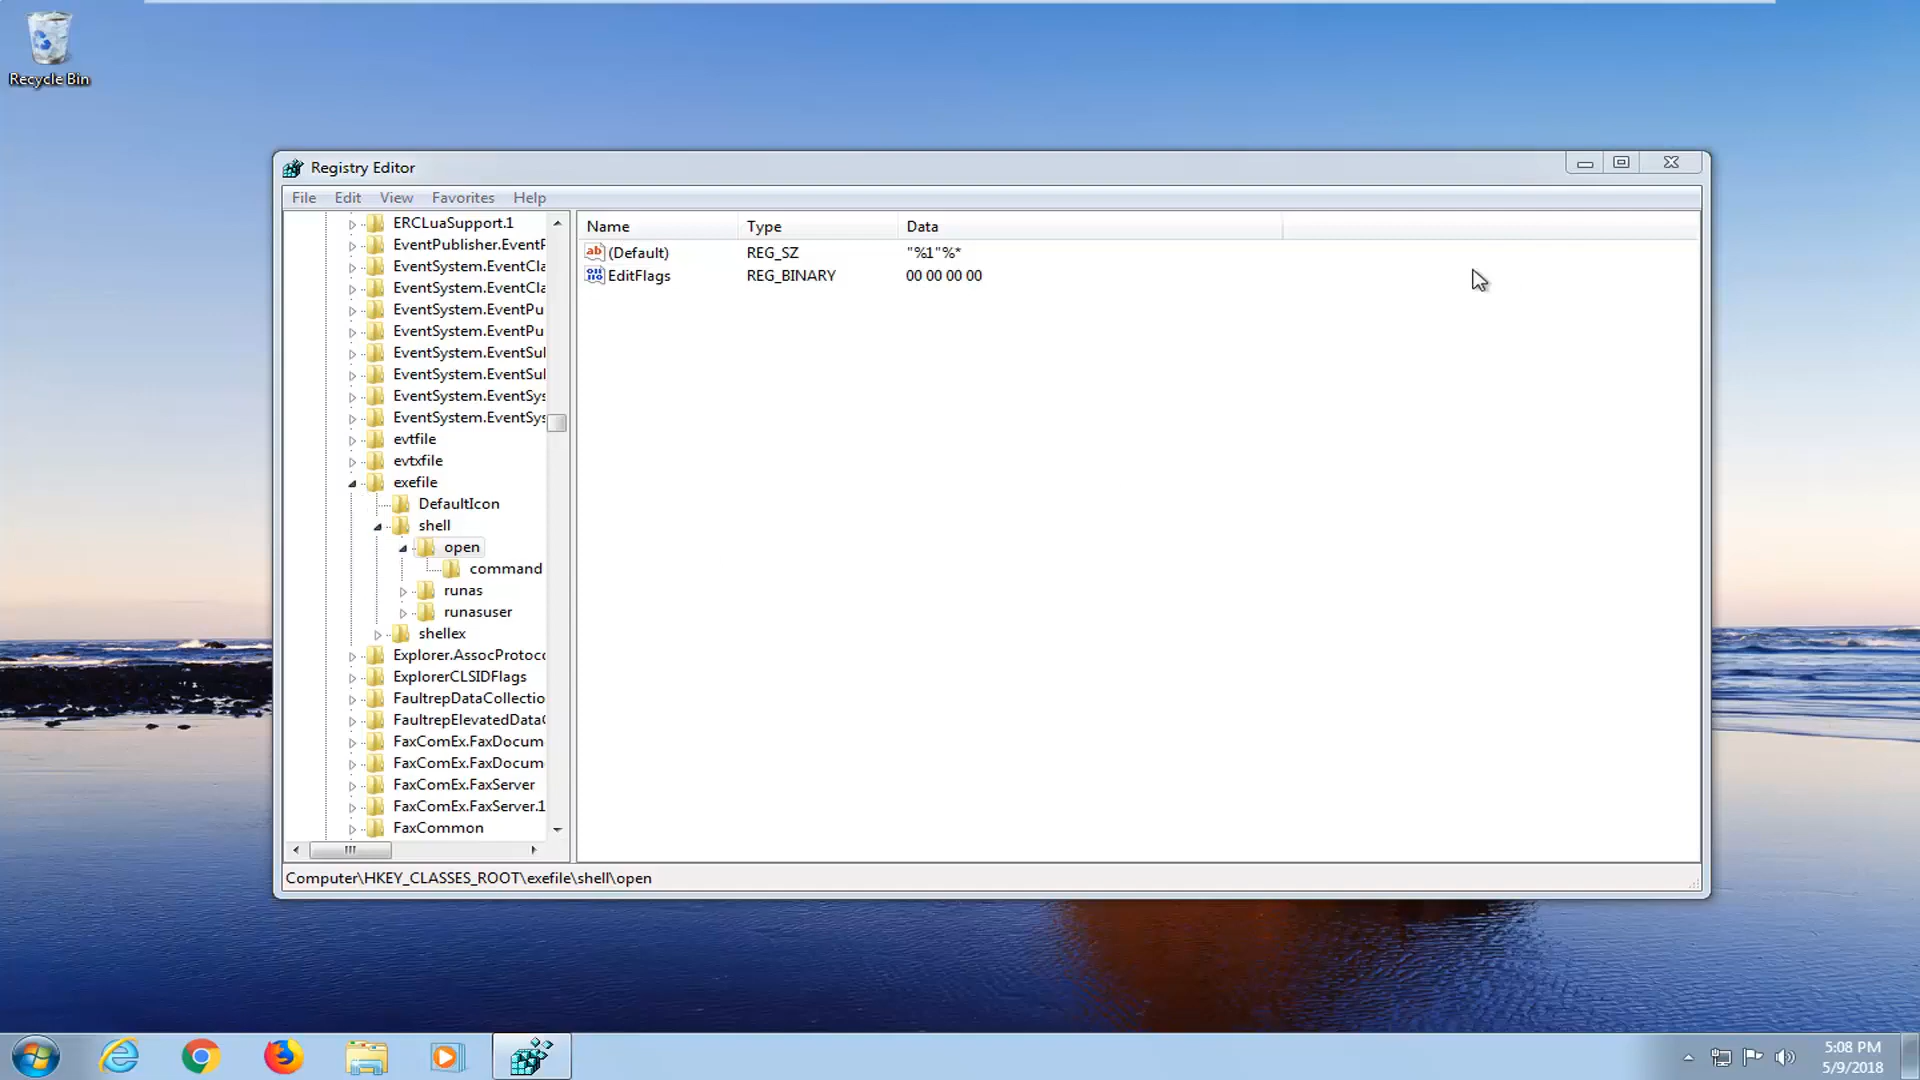 Recycle Bin
Registry Editor
File Edit View Favorites Help
ERCLuaSupport.1
EventPublisher.EventF
EventSystem.EventCla
EventSystem.EventCla
EventSystem.EventPu
EventSystem.EventPu
EventSystem.EventSul
EventSystem.EventSul
EventSystem.EventSys
EventSystem.EventSys
evtfile
evtxfile
exefile
DefaultIcon
shell
open
command
runas
runasuser
shellex
Explorer.AssocProtoco
ExplorerCLSIDFlags
FaultrepDataCollectio
FaultrepElevatedDataC
FaxComEx.FaxDocum
FaxComEx.FaxDocum
FaxComEx.FaxServer
FaxComEx.FaxServer.1
FaxCommon
Name Type Data
(Default) REG_SZ "%1"%*
EditFlags REG_BINARY 00 00 00 00
Computer\HKEY_CLASSES_ROOT\exefile\shell\open
5:08 PM
5/9/2018